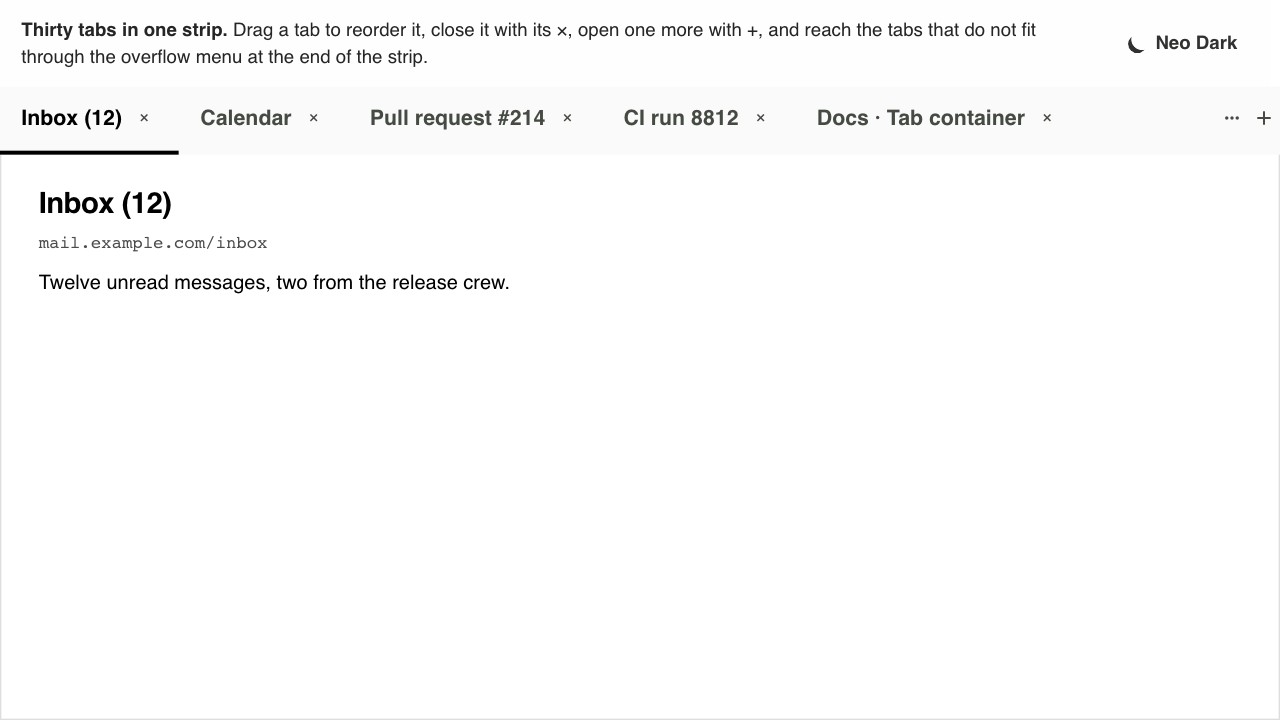 Thirty tabs in one strip. Drag a tab to reorder it, close it with its ×, open one more with +, and reach the tabs that do not fit
through the overflow menu at the end of the strip.
Neo Dark
Inbox (12) × Calendar × Pull request #214 × CI run 8812 × Docs · Tab container × ··· +
Inbox (12)
mail.example.com/inbox
Twelve unread messages, two from the release crew.